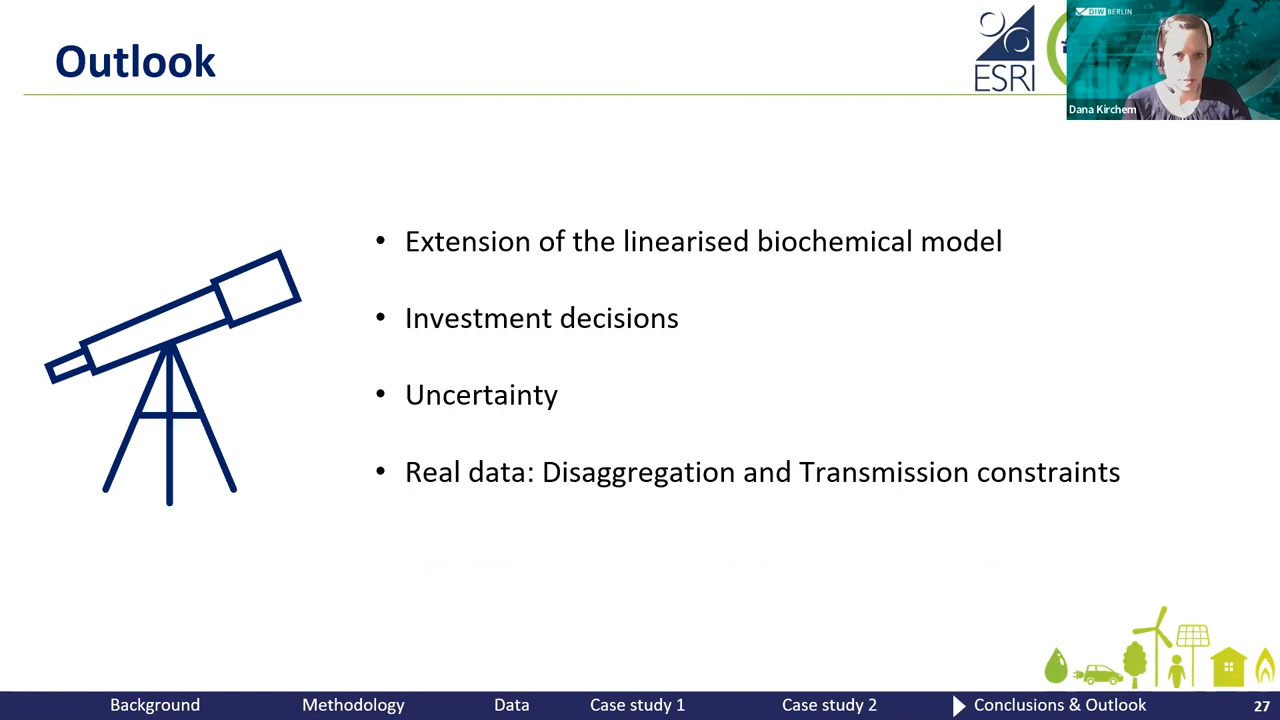 Outlook
ESRI
DIW BERLIN
Dana Kirchem
• Extension of the linearised biochemical model
• Investment decisions
• Uncertainty
• Real data: Disaggregation and Transmission constraints
Background Methodology Data Case study 1 Case study 2 Conclusions & Outlook 27